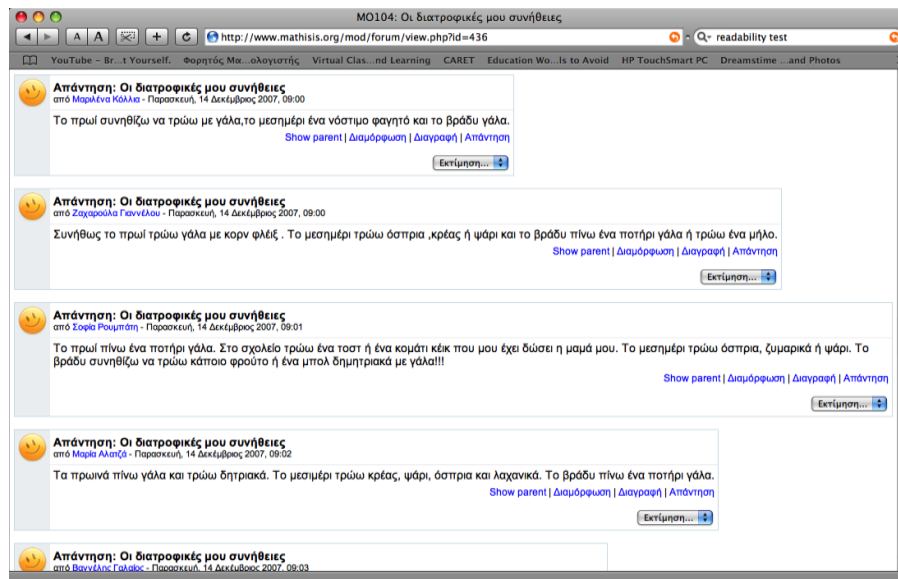 MO104: Οι διατροφικές μου συνήθειες
A A http://www.mathisis.org/mod/forum/view.php?id=436 readability test
YouTube – Br...t Yourself. Φορητός Μα...ολογιστής Virtual Clas...nd Learning CARET Education Wo...ls to Avoid HP TouchSmart PC Dreamstime ...and Photos
Απάντηση: Οι διατροφικές μου συνήθειες
από Μαριλένα Κόλλια - Παρασκευή, 14 Δεκέμβριος 2007, 09:00
Το πρωί συνηθίζω να τρώω με γάλα,το μεσημέρι ένα νόστιμο φαγητό και το βράδυ γάλα.
Show parent | Διαμόρφωση | Διαγραφή | Απάντηση
Εκτίμηση...
Απάντηση: Οι διατροφικές μου συνήθειες
από Ζαχαρούλα Γιαννέλου - Παρασκευή, 14 Δεκέμβριος 2007, 09:00
Συνήθως το πρωί τρώω γάλα με κορν φλέιξ . Το μεσημέρι τρώω όσπρια ,κρέας ή ψάρι και το βράδυ πίνω ένα ποτήρι γάλα ή τρώω ένα μήλο.
Show parent | Διαμόρφωση | Διαγραφή | Απάντηση
Εκτίμηση...
Απάντηση: Οι διατροφικές μου συνήθειες
από Σοφία Ρουμπάτη - Παρασκευή, 14 Δεκέμβριος 2007, 09:01
Το πρωί πίνω ένα ποτήρι γάλα. Στο σχολείο τρώω ένα τοστ ή ένα κομάτι κέικ που μου έχει δώσει η μαμά μου. Το μεσημέρι τρώω όσπρια, ζυμαρικά ή ψάρι. Το
βράδυ συνηθίζω να τρώω κάποιο φρούτο ή ένα μπολ δημητριακά με γάλα!!!
Show parent | Διαμόρφωση | Διαγραφή | Απάντηση
Εκτίμηση...
Απάντηση: Οι διατροφικές μου συνήθειες
από Μαρία Αλατζά - Παρασκευή, 14 Δεκέμβριος 2007, 09:02
Τα πρωινά πίνω γάλα και τρώω δητριακά. Το μεσιμέρι τρώω κρέας, ψάρι, όσπρια και λαχανικά. Το βράδυ πίνω ένα ποτήρι γάλα.
Show parent | Διαμόρφωση | Διαγραφή | Απάντηση
Εκτίμηση...
Απάντηση: Οι διατροφικές μου συνήθειες
από Βαγγέλης Γαλαίος - Παρασκευή, 14 Δεκέμβριος 2007, 09:03